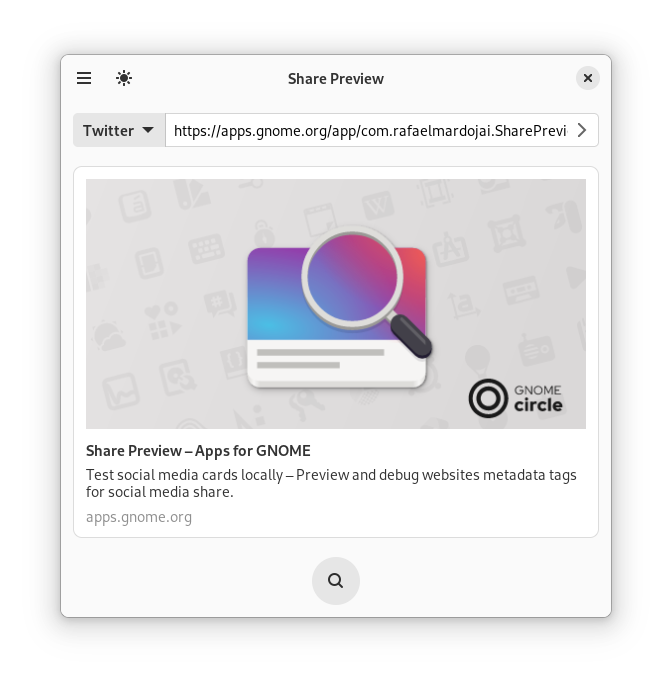 Share Preview
Twitter
https://apps.gnome.org/app/com.rafaelmardojai.SharePrevi
GNOME
circle
Share Preview – Apps for GNOME
Test social media cards locally – Preview and debug websites metadata tags
for social media share.
apps.gnome.org